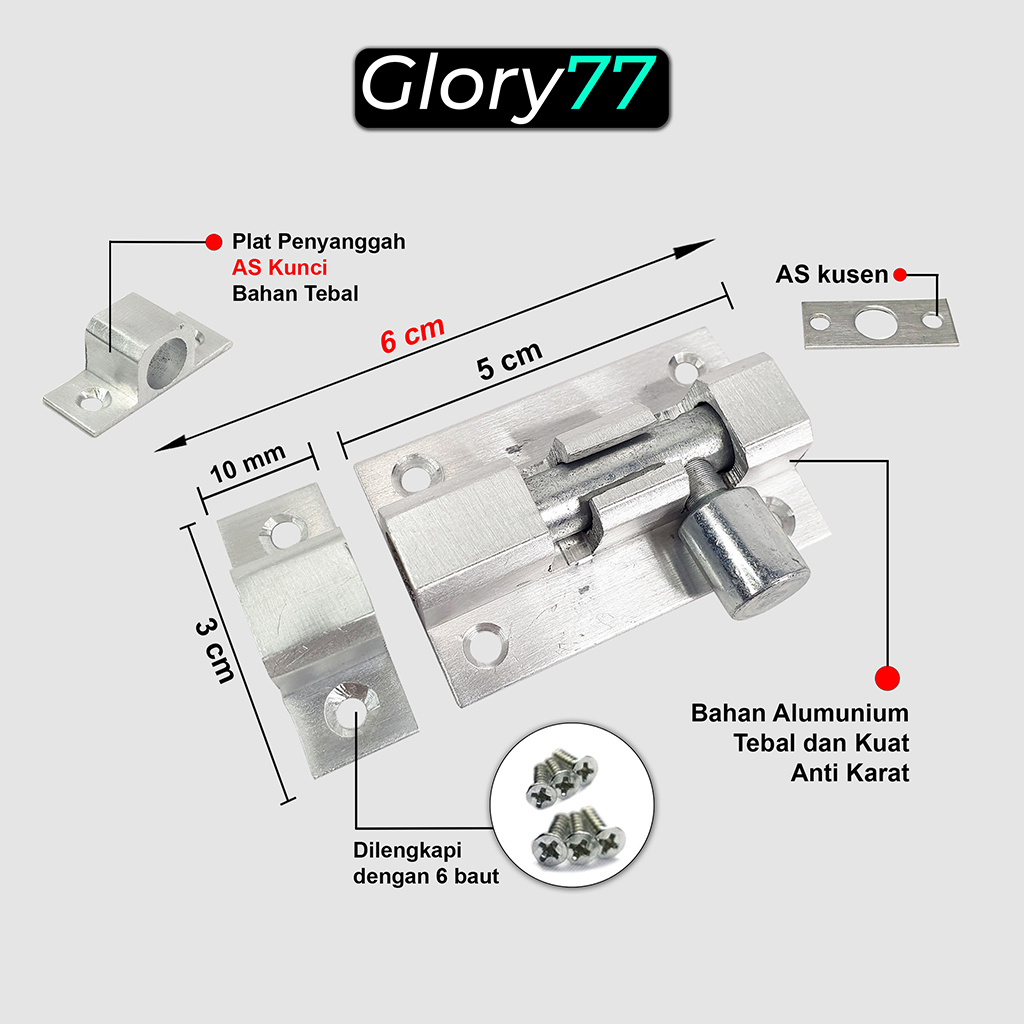 Glory77
Plat Penyanggah
AS Kunci
Bahan Tebal
AS kusen
6 cm
5 cm
10 mm
3 cm
Bahan Alumunium
Tebal dan Kuat
Anti Karat
Dilengkapi
dengan 6 baut